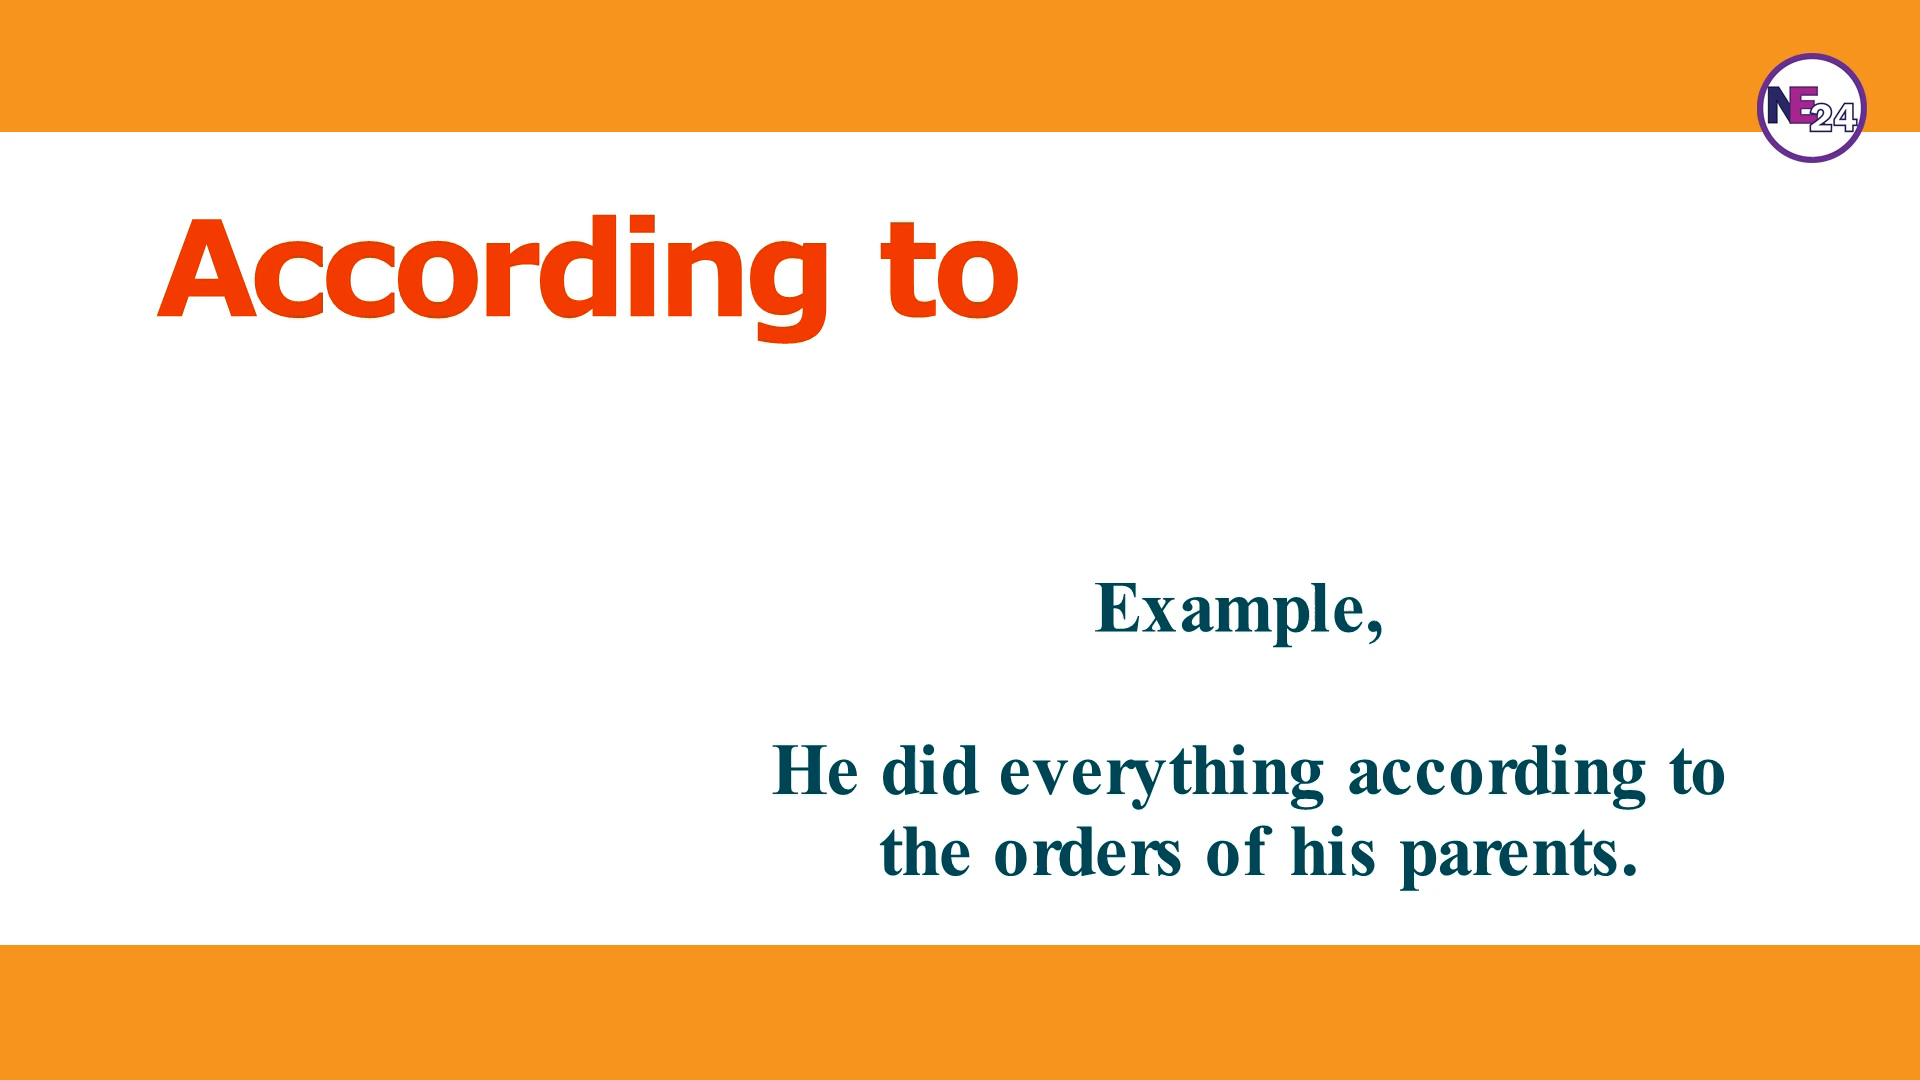 NE24
According to
Example,
He did everything according to
the orders of his parents.